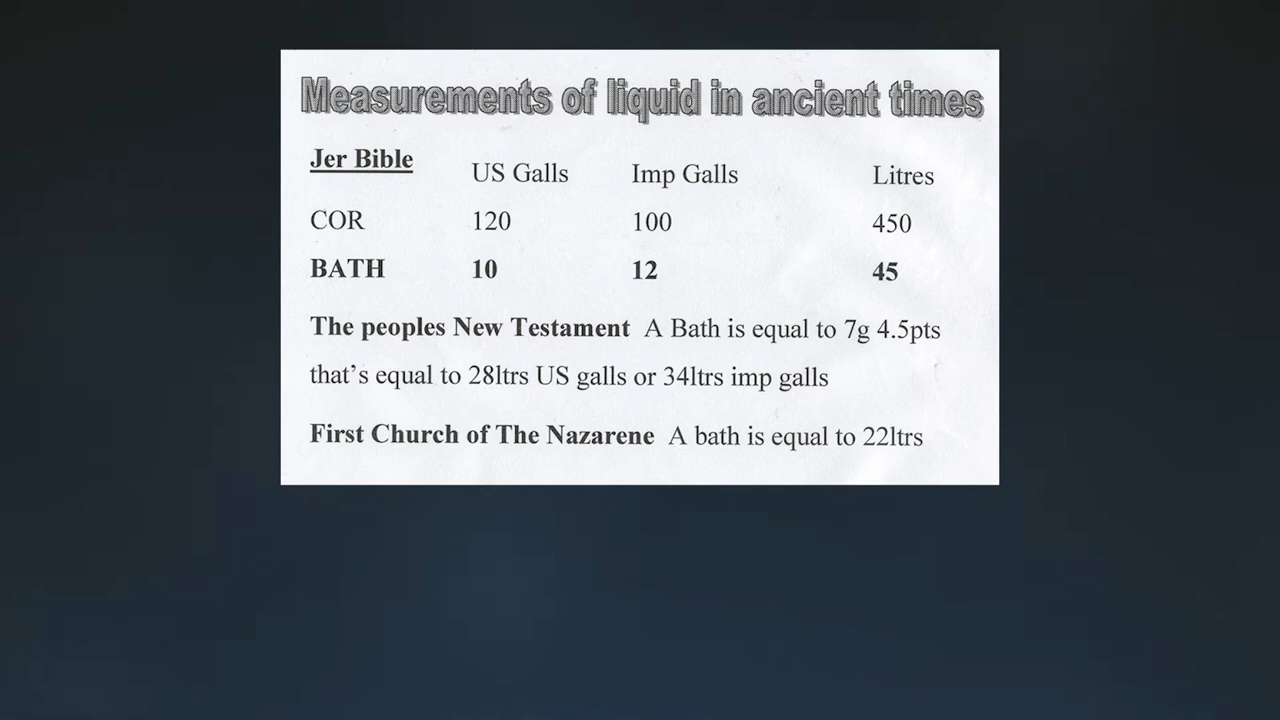 Measurements of liquid in ancient times
Jer Bible US Galls Imp Galls Litres
COR 120 100 450
BATH 10 12 45
The peoples New Testament A Bath is equal to 7g 4.5pts
that's equal to 28ltrs US galls or 34ltrs imp galls
First Church of The Nazarene A bath is equal to 22ltrs